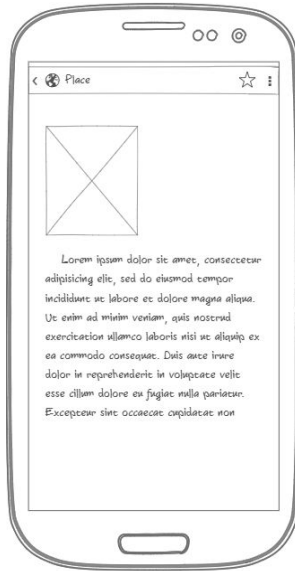 Place
Lorem ipsum dolor sit amet, consectetur
adipisicing elit, sed do eiusmod tempor
incididunt ut labore et dolore magna aliqua.
Ut enim ad minim veniam, quis nostrud
exercitation ullamco laboris nisi ut aliquip ex
ea commodo consequat. Duis aute irure
dolor in reprehenderit in voluptate velit
esse cillum dolore eu fugiat nulla pariatur.
Excepteur sint occaecat cupidatat non